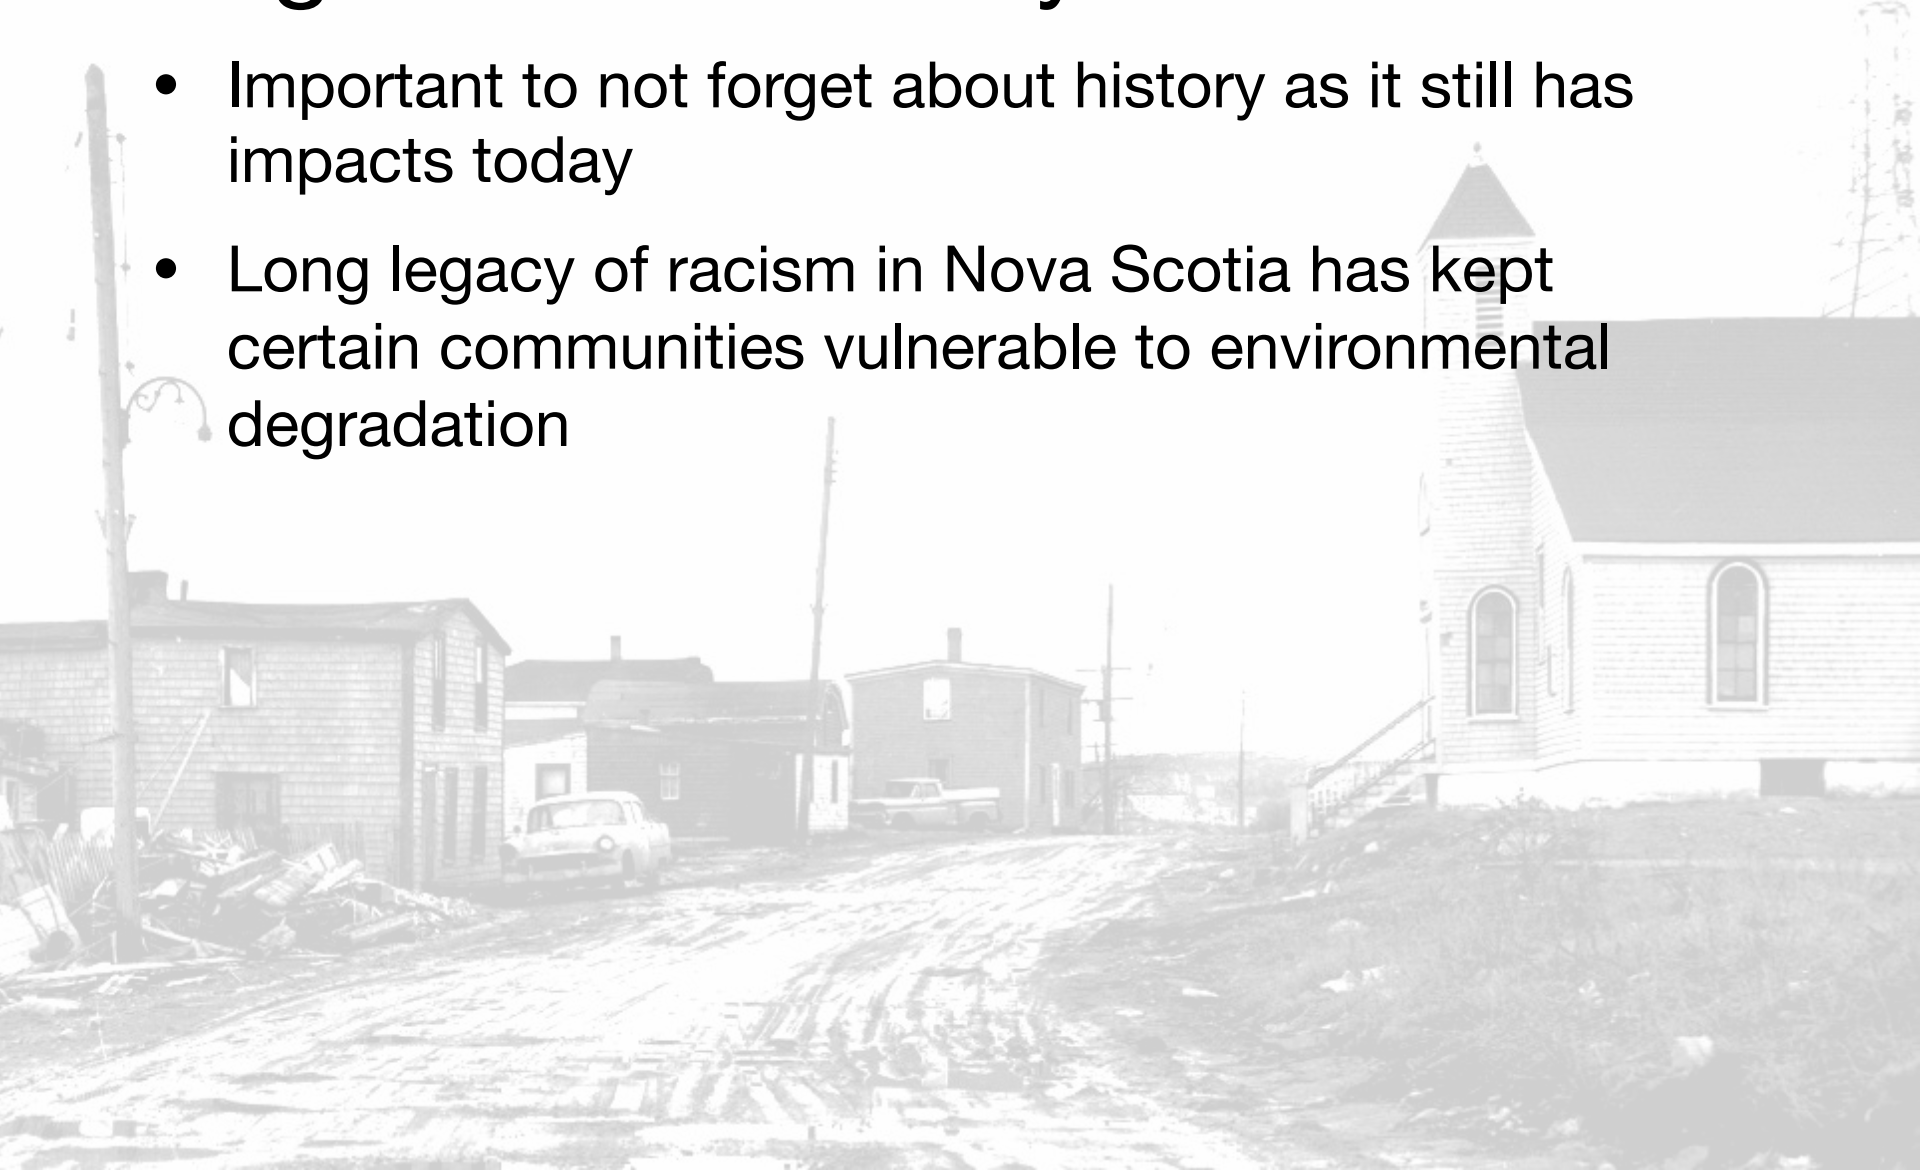 • Important to not forget about history as it still has
impacts today
• Long legacy of racism in Nova Scotia has kept
certain communities vulnerable to environmental
degradation